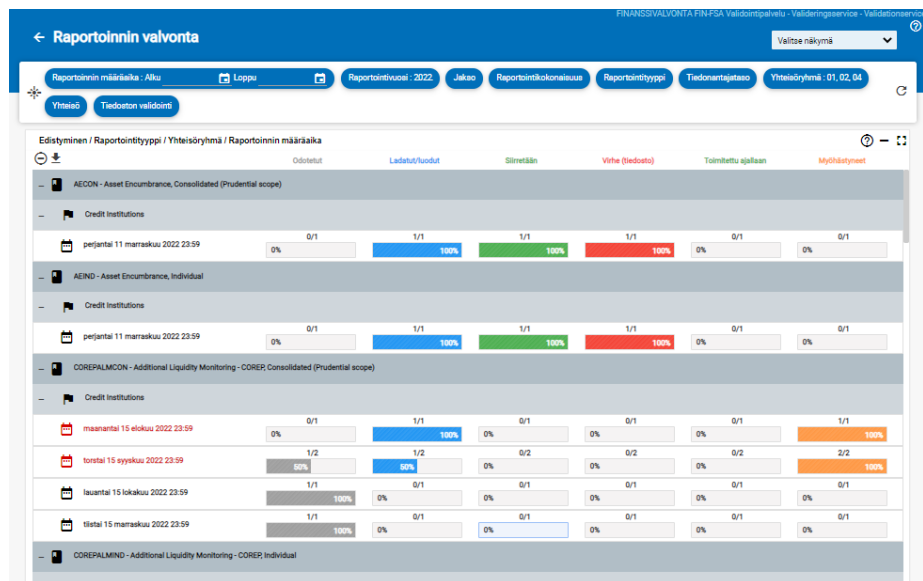 FINANSSIVALVONTA FIN-FSA Validointipalvelu - Valideringsservice - Validationservice
← Raportoinnin valvonta
Valitse näkymä
Raportoinnin määräaika : Alku Loppu Raportointivuosi : 2022 Jakso Raportointikokonaisuus Raportointityyppi Tiedonantajataso Yhteisöryhmä : 01, 02, 04
Yhteisö Tiedoston validointi
Edistyminen / Raportointityyppi / Yhteisöryhmä / Raportoinnin määräaika
Odotetut Ladatut/luodut Siirretään Virhe (tiedosto) Toimitettu ajallaan Myöhästyneet
AECON - Asset Encumbrance, Consolidated (Prudential scope)
Credit Institutions
0/1 1/1 1/1 1/1 0/1 0/1
perjantai 11 marraskuu 2022 23:59 0% 100% 100% 100% 0% 0%
AEIND - Asset Encumbrance, Individual
Credit Institutions
0/1 1/1 1/1 1/1 0/1 0/1
perjantai 11 marraskuu 2022 23:59 0% 100% 100% 100% 0% 0%
COREPALMCON - Additional Liquidity Monitoring - COREP, Consolidated (Prudential scope)
Credit Institutions
0/1 1/1 0/1 0/1 0/1 1/1
maanantai 15 elokuu 2022 23:59 0% 100% 0% 0% 0% 100%
1/2 1/2 0/2 0/2 0/2 2/2
torstai 15 syyskuu 2022 23:59 50% 50% 0% 0% 0% 100%
1/1 0/1 0/1 0/1 0/1 0/1
lauantai 15 lokakuu 2022 23:59 100% 0% 0% 0% 0% 0%
1/1 0/1 0/1 0/1 0/1 0/1
tiistai 15 marraskuu 2022 23:59 100% 0% 0% 0% 0% 0%
COREPALMIND - Additional Liquidity Monitoring - COREP, Individual